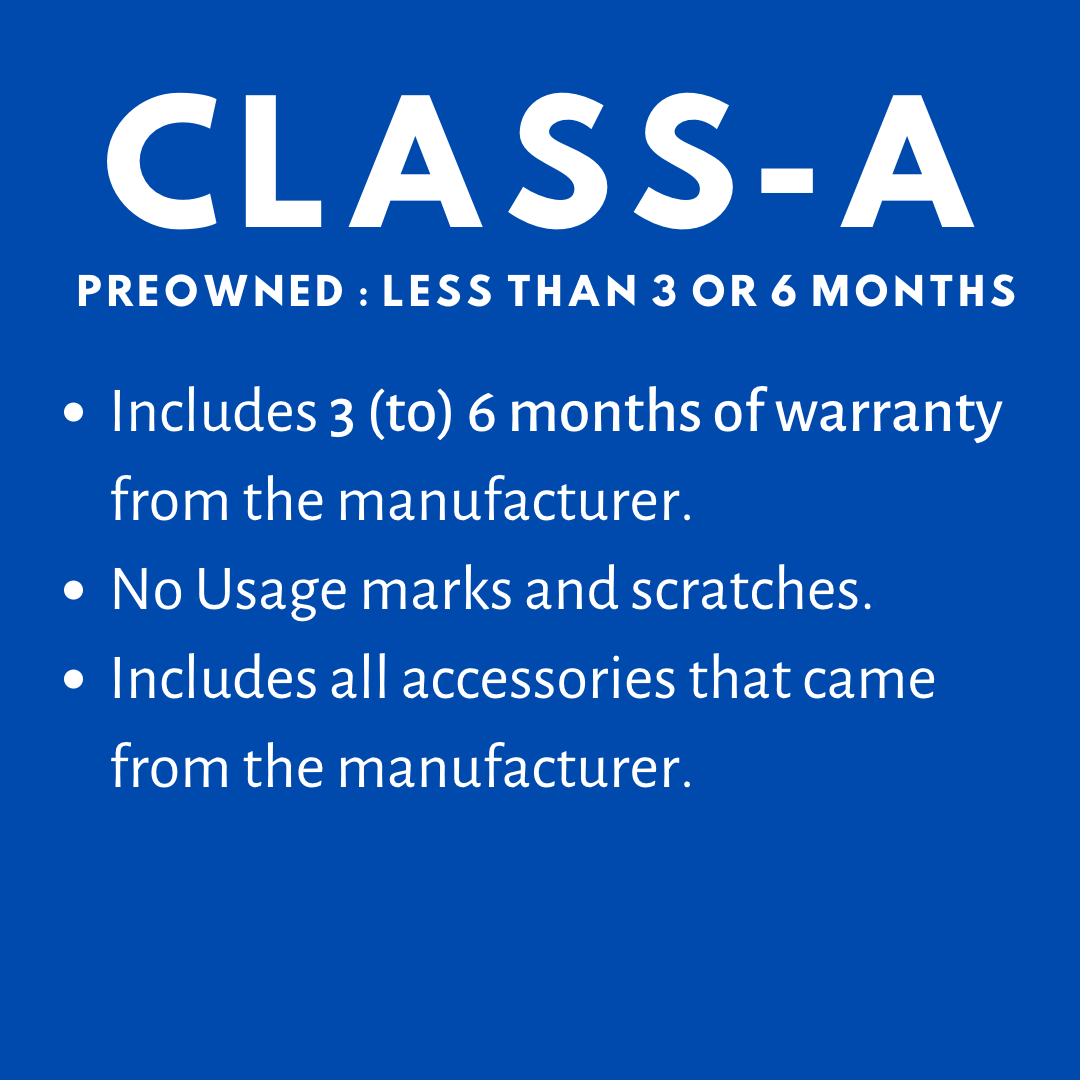 CLASS-A
PREOWNED : LESS THAN 3 OR 6 MONTHS
• Includes 3 (to) 6 months of warranty
from the manufacturer.
• No Usage marks and scratches.
• Includes all accessories that came
from the manufacturer.